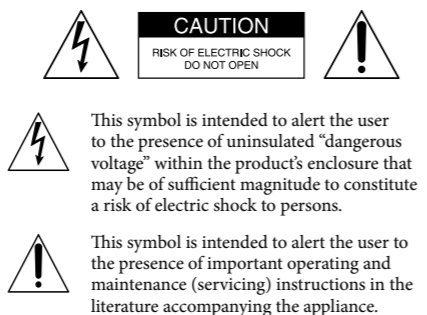 CAUTION
RISK OF ELECTRIC SHOCK
DO NOT OPEN
This symbol is intended to alert the user
to the presence of uninsulated “dangerous
voltage” within the product’s enclosure that
may be of sufficient magnitude to constitute
a risk of electric shock to persons.
This symbol is intended to alert the user to
the presence of important operating and
maintenance (servicing) instructions in the
literature accompanying the appliance.